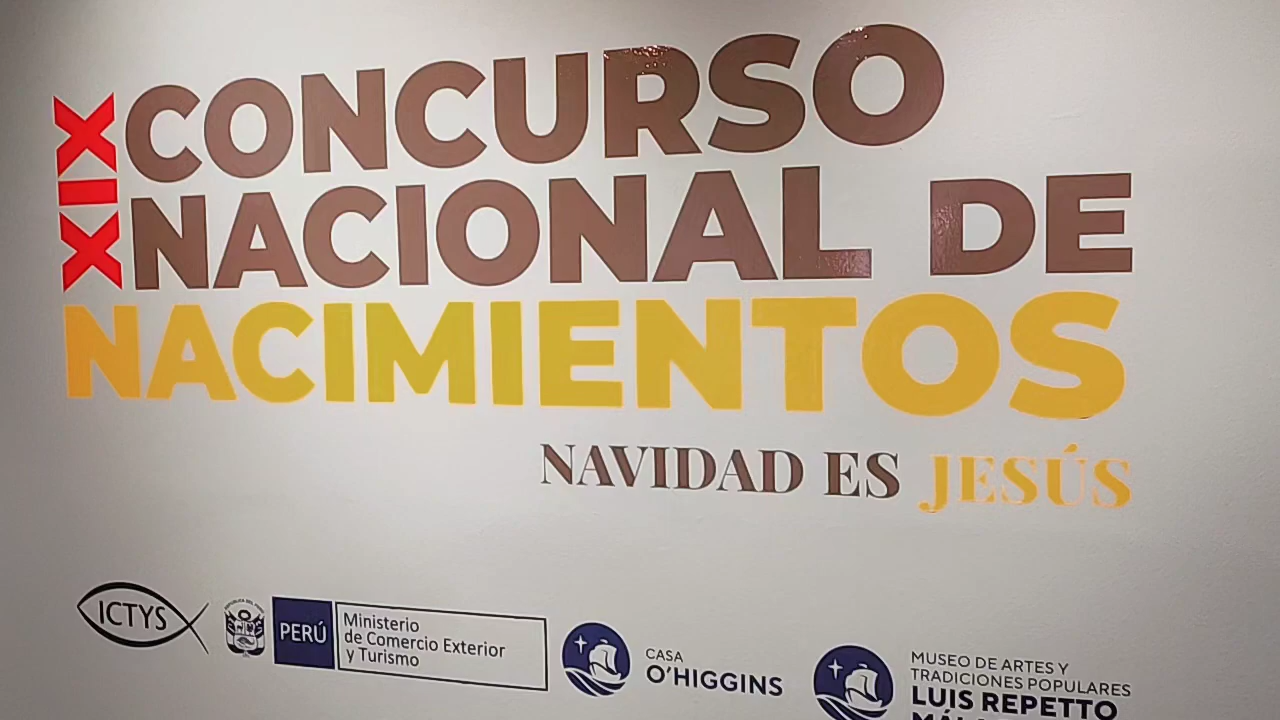 XIX
CONCURSO
NACIONAL DE
NACIMIENTOS
NAVIDAD ES JESÚS
ICTYS
PERÚ
Ministerio
de Comercio Exterior
y Turismo
CASA
O'HIGGINS
MUSEO DE ARTES Y
TRADICIONES POPULARES
LUIS REPETTO